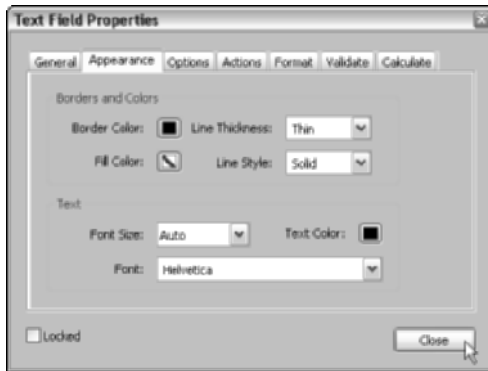 Text Field Properties
General Appearance Options Actions Format Validate Calculate
Borders and Colors
Border Color: Line Thickness: Thin
Fill Color: Line Style: Solid
Text
Font Size: Auto Text Color:
Font: Helvetica
Locked Close